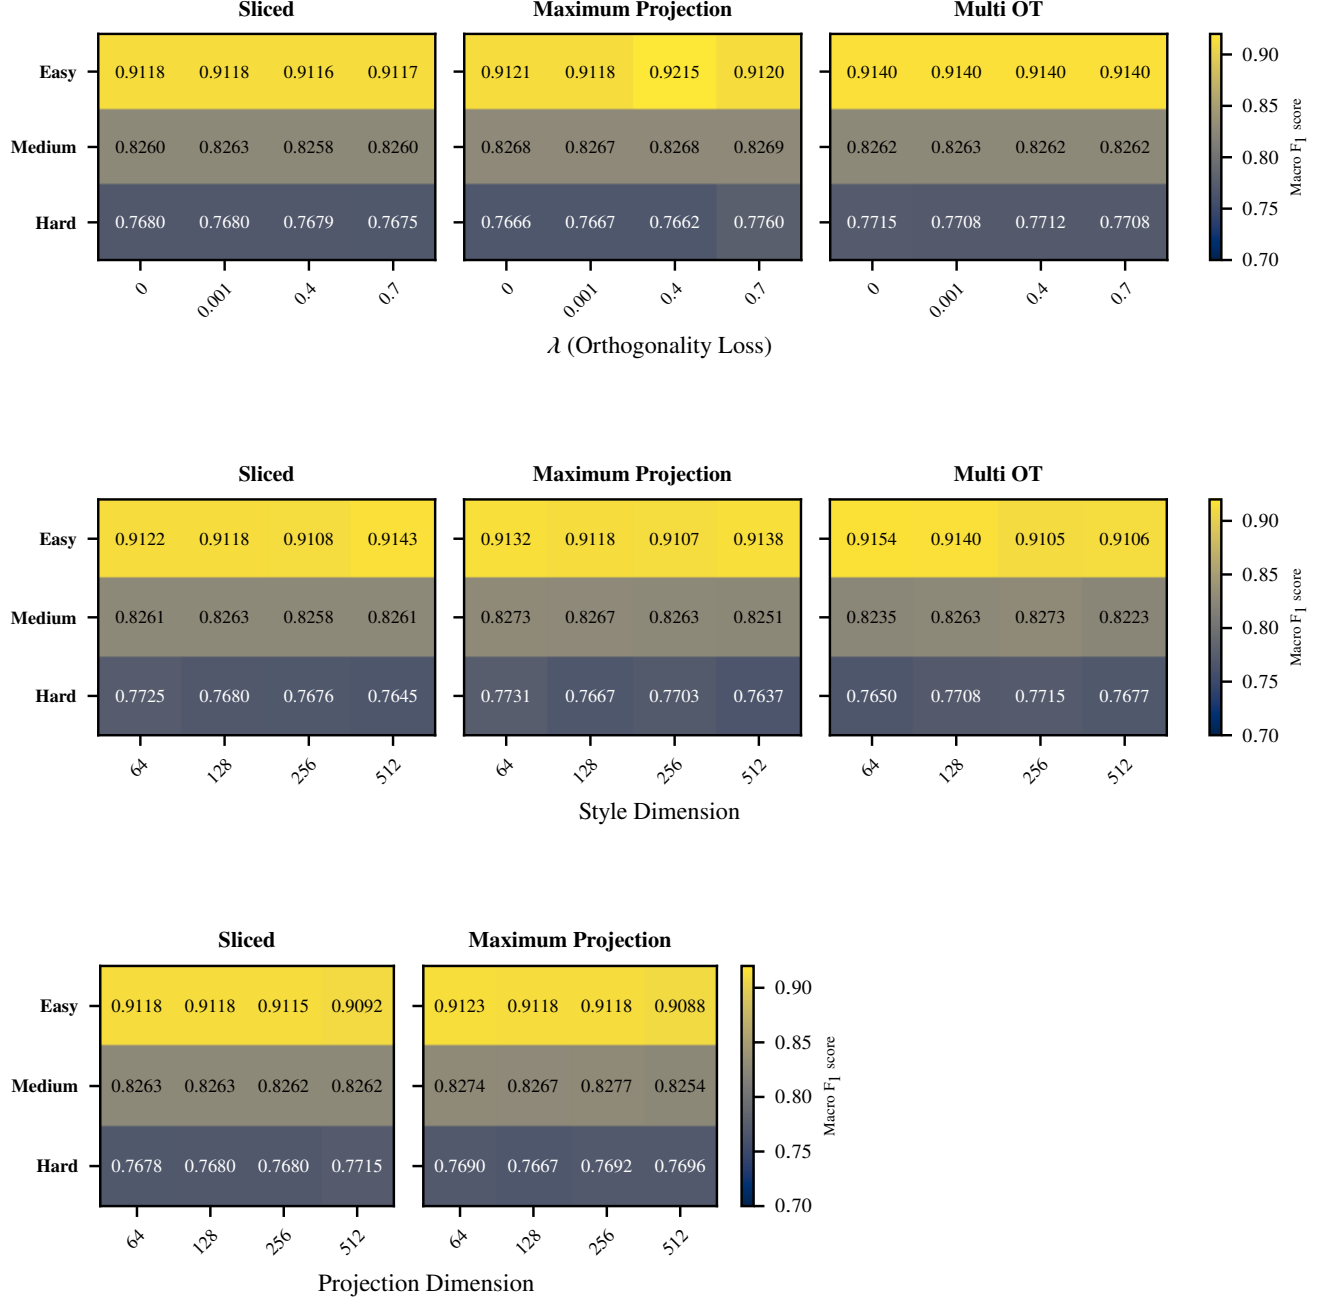 Sliced Maximum Projection Multi OT
Easy 0.9118 0.9118 0.9116 0.9117 0.9121 0.9118 0.9215 0.9120 0.9140 0.9140 0.9140 0.9140
Medium 0.8260 0.8263 0.8258 0.8260 0.8268 0.8267 0.8268 0.8269 0.8262 0.8263 0.8262 0.8262
Hard 0.7680 0.7680 0.7679 0.7675 0.7666 0.7667 0.7662 0.7760 0.7715 0.7708 0.7712 0.7708
0 0.001 0.4 0.7 0 0.001 0.4 0.7 0 0.001 0.4 0.7
λ (Orthogonality Loss)
0.90
0.85
0.80
0.75
0.70
Macro F1 score
Sliced Maximum Projection Multi OT
Easy 0.9122 0.9118 0.9108 0.9143 0.9132 0.9118 0.9107 0.9138 0.9154 0.9140 0.9105 0.9106
Medium 0.8261 0.8263 0.8258 0.8261 0.8273 0.8267 0.8263 0.8251 0.8235 0.8263 0.8273 0.8223
Hard 0.7725 0.7680 0.7676 0.7645 0.7731 0.7667 0.7703 0.7637 0.7650 0.7708 0.7715 0.7677
64 128 256 512 64 128 256 512 64 128 256 512
Style Dimension
0.90
0.85
0.80
0.75
0.70
Macro F1 score
Sliced Maximum Projection
Easy 0.9118 0.9118 0.9115 0.9092 0.9123 0.9118 0.9118 0.9088
Medium 0.8263 0.8263 0.8262 0.8262 0.8274 0.8267 0.8277 0.8254
Hard 0.7678 0.7680 0.7680 0.7715 0.7690 0.7667 0.7692 0.7696
64 128 256 512 64 128 256 512
Projection Dimension
0.90
0.85
0.80
0.75
0.70
Macro F1 score